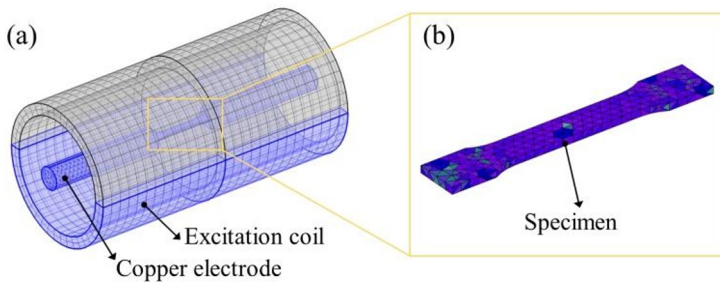 (a)
(b)
Specimen
Excitation coil
Copper electrode